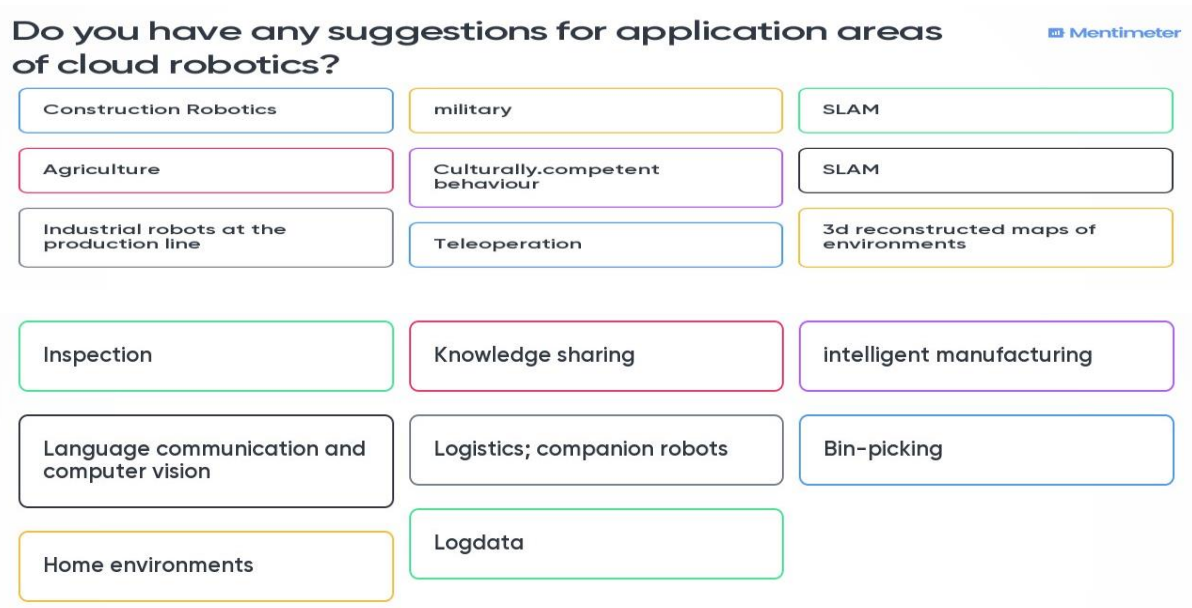 Do you have any suggestions for application areas
of cloud robotics?
Mentimeter
Construction Robotics
military
SLAM
Agriculture
Culturally.competent
behaviour
SLAM
Industrial robots at the
production line
Teleoperation
3d reconstructed maps of
environments
Inspection
Knowledge sharing
intelligent manufacturing
Language communication and
computer vision
Logistics; companion robots
Bin-picking
Home environments
Logdata